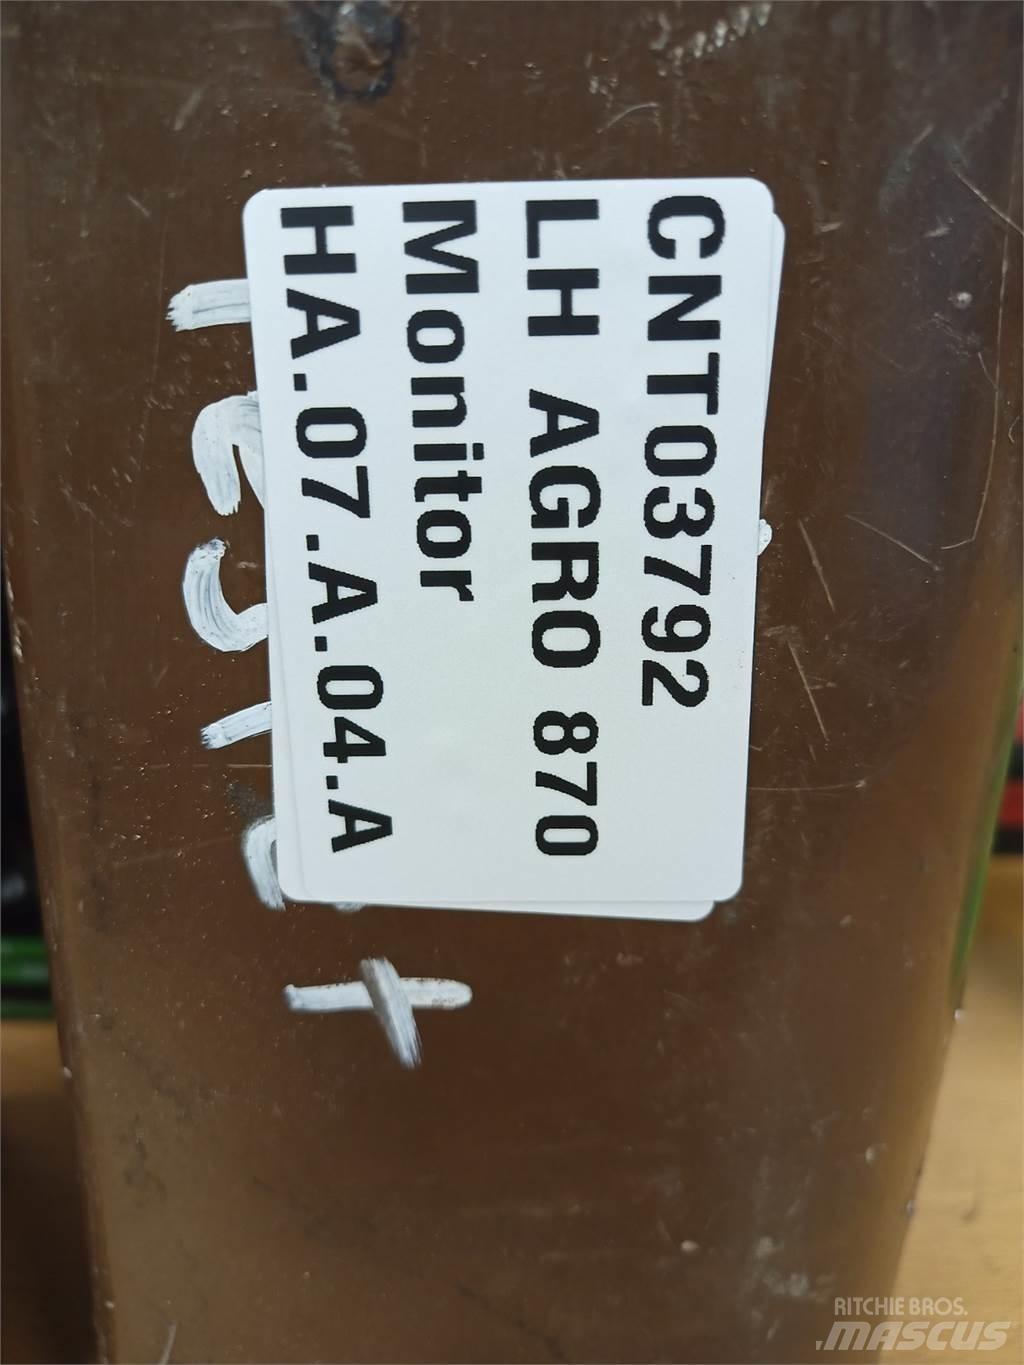 CNT03792
LH AGRO 870
Monitor
HA.07.A.04.A
RITCHIE BROS.
MASCUS